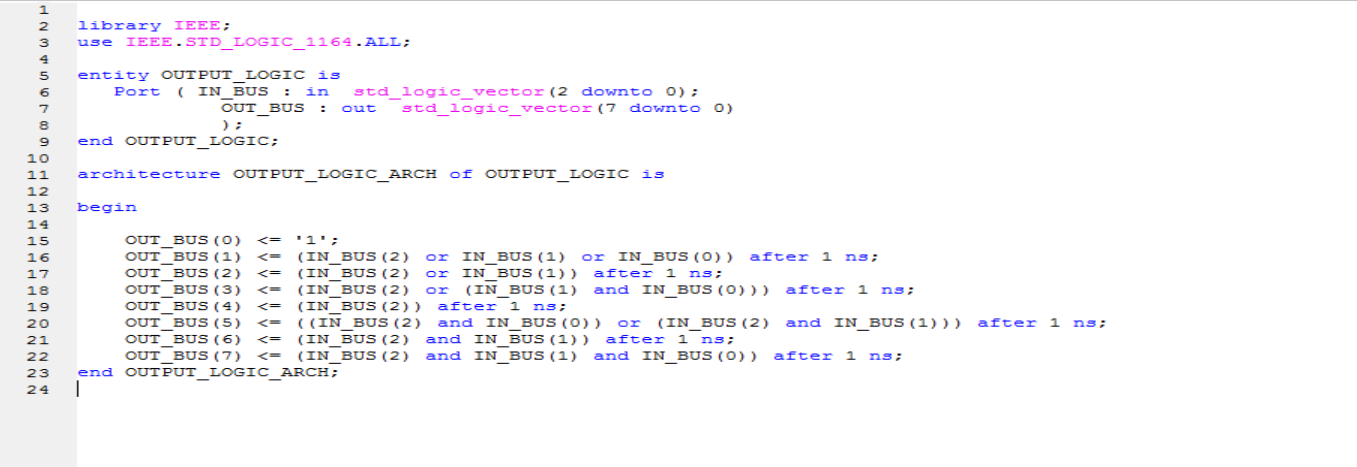 1
2 library IEEE;
3 use IEEE.STD_LOGIC_1164.ALL;
4
5 entity OUTPUT_LOGIC is
6 Port ( IN_BUS : in std_logic_vector(2 downto 0);
7 OUT_BUS : out std_logic_vector(7 downto 0)
8 );
9 end OUTPUT_LOGIC;
10
11 architecture OUTPUT_LOGIC_ARCH of OUTPUT_LOGIC is
12
13 begin
14
15 OUT_BUS(0) <= '1';
16 OUT_BUS(1) <= (IN_BUS(2) or IN_BUS(1) or IN_BUS(0)) after 1 ns;
17 OUT_BUS(2) <= (IN_BUS(2) or IN_BUS(1)) after 1 ns;
18 OUT_BUS(3) <= (IN_BUS(2) or (IN_BUS(1) and IN_BUS(0))) after 1 ns;
19 OUT_BUS(4) <= (IN_BUS(2)) after 1 ns;
20 OUT_BUS(5) <= ((IN_BUS(2) and IN_BUS(0)) or (IN_BUS(2) and IN_BUS(1))) after 1 ns;
21 OUT_BUS(6) <= (IN_BUS(2) and IN_BUS(1)) after 1 ns;
22 OUT_BUS(7) <= (IN_BUS(2) and IN_BUS(1) and IN_BUS(0)) after 1 ns;
23 end OUTPUT_LOGIC_ARCH;
24